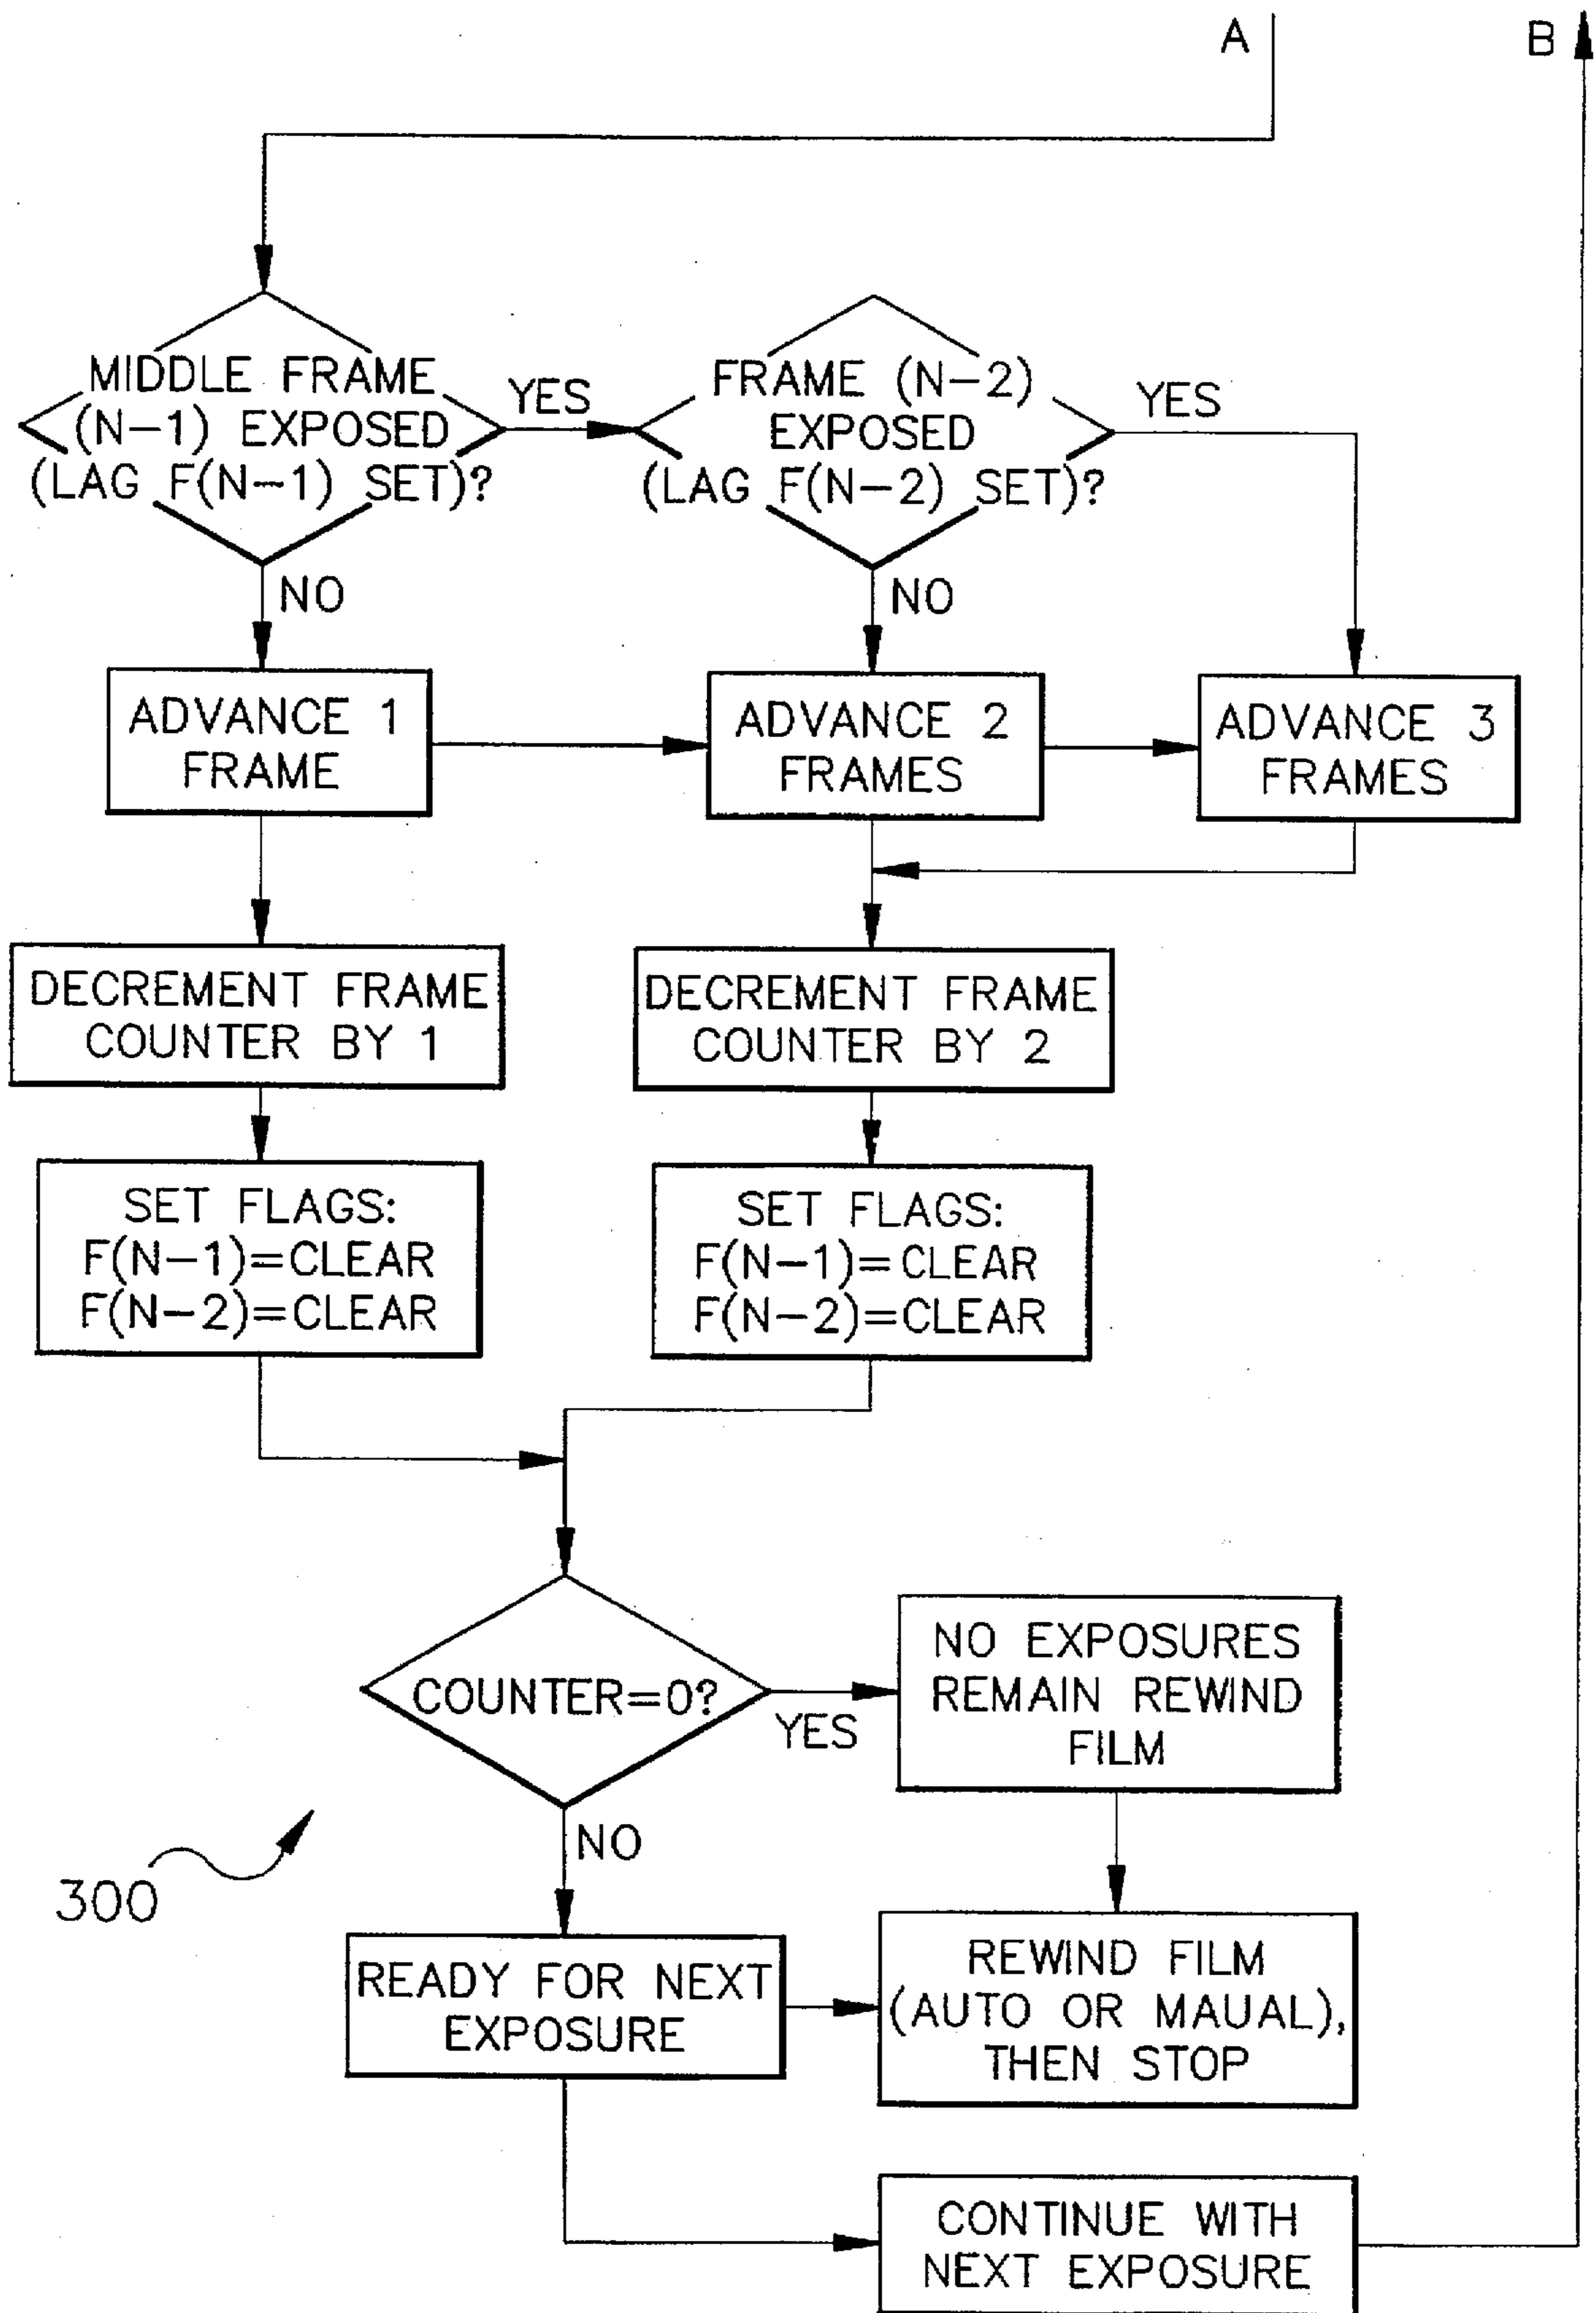 A
B
MIDDLE FRAME
(N-1) EXPOSED
(LAG F(N-1) SET)?
YES
FRAME (N-2)
EXPOSED
(LAG F(N-2) SET)?
YES
NO
NO
ADVANCE 1
FRAME
ADVANCE 2
FRAMES
ADVANCE 3
FRAMES
DECREMENT FRAME
COUNTER BY 1
DECREMENT FRAME
COUNTER BY 2
SET FLAGS:
F(N-1)=CLEAR
F(N-2)=CLEAR
SET FLAGS:
F(N-1)=CLEAR
F(N-2)=CLEAR
COUNTER=0?
YES
NO EXPOSURES
REMAIN REWIND
FILM
NO
300
READY FOR NEXT
EXPOSURE
REWIND FILM
(AUTO OR MAUAL),
THEN STOP
CONTINUE WITH
NEXT EXPOSURE